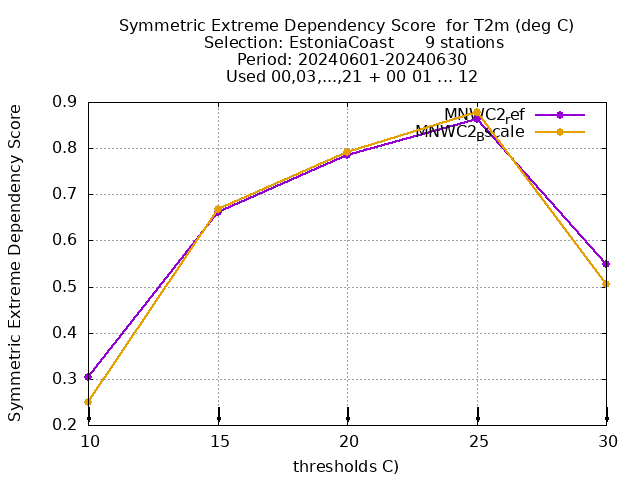 Symmetric Extreme Dependency Score  for T2m (deg C)
Selection: EstoniaCoast      9 stations
Period: 20240601-20240630
Used 00,03,...,21 + 00 01 ... 12
MNWC2ref
MNWC2Bscale
Symmetric Extreme Dependency Score
0.9
0.8
0.7
0.6
0.5
0.4
0.3
0.2
10 15 20 25 30
thresholds C)